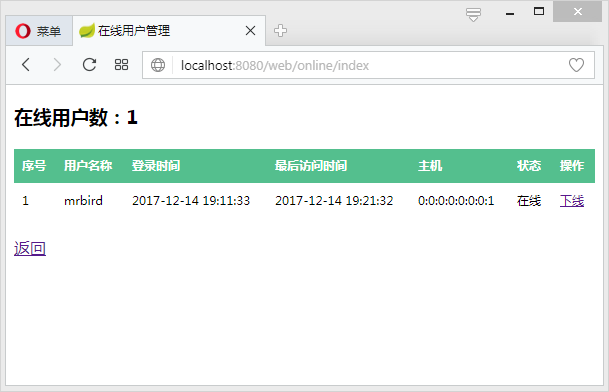 菜单 在线用户管理
localhost:8080/web/online/index
在线用户数：1
序号 用户名称 登录时间 最后访问时间 主机 状态 操作
1 mrbird 2017-12-14 19:11:33 2017-12-14 19:21:32 0:0:0:0:0:0:0:1 在线 下线
返回